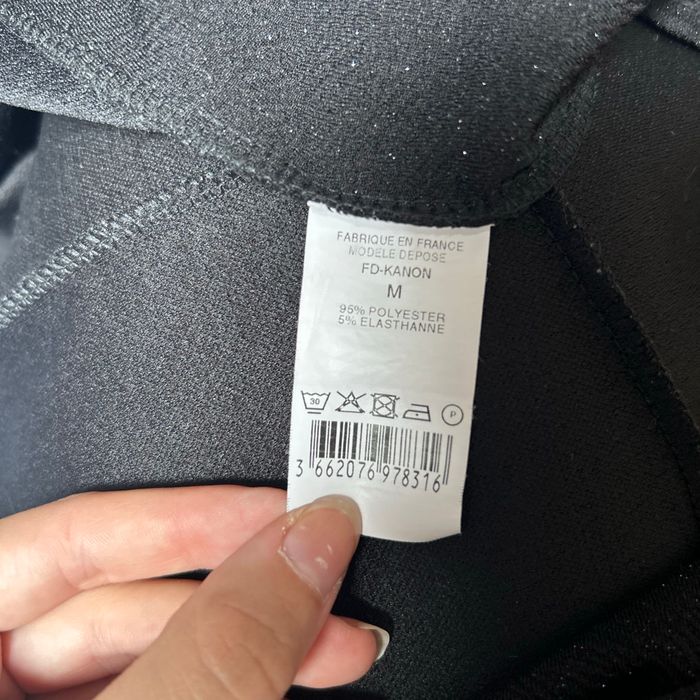 FABRIQUE EN FRANCE
MODELE DEPOSE
FD-KANON
M
95% POLYESTER
5% ELASTHANNE
30
P
3 662076 978316